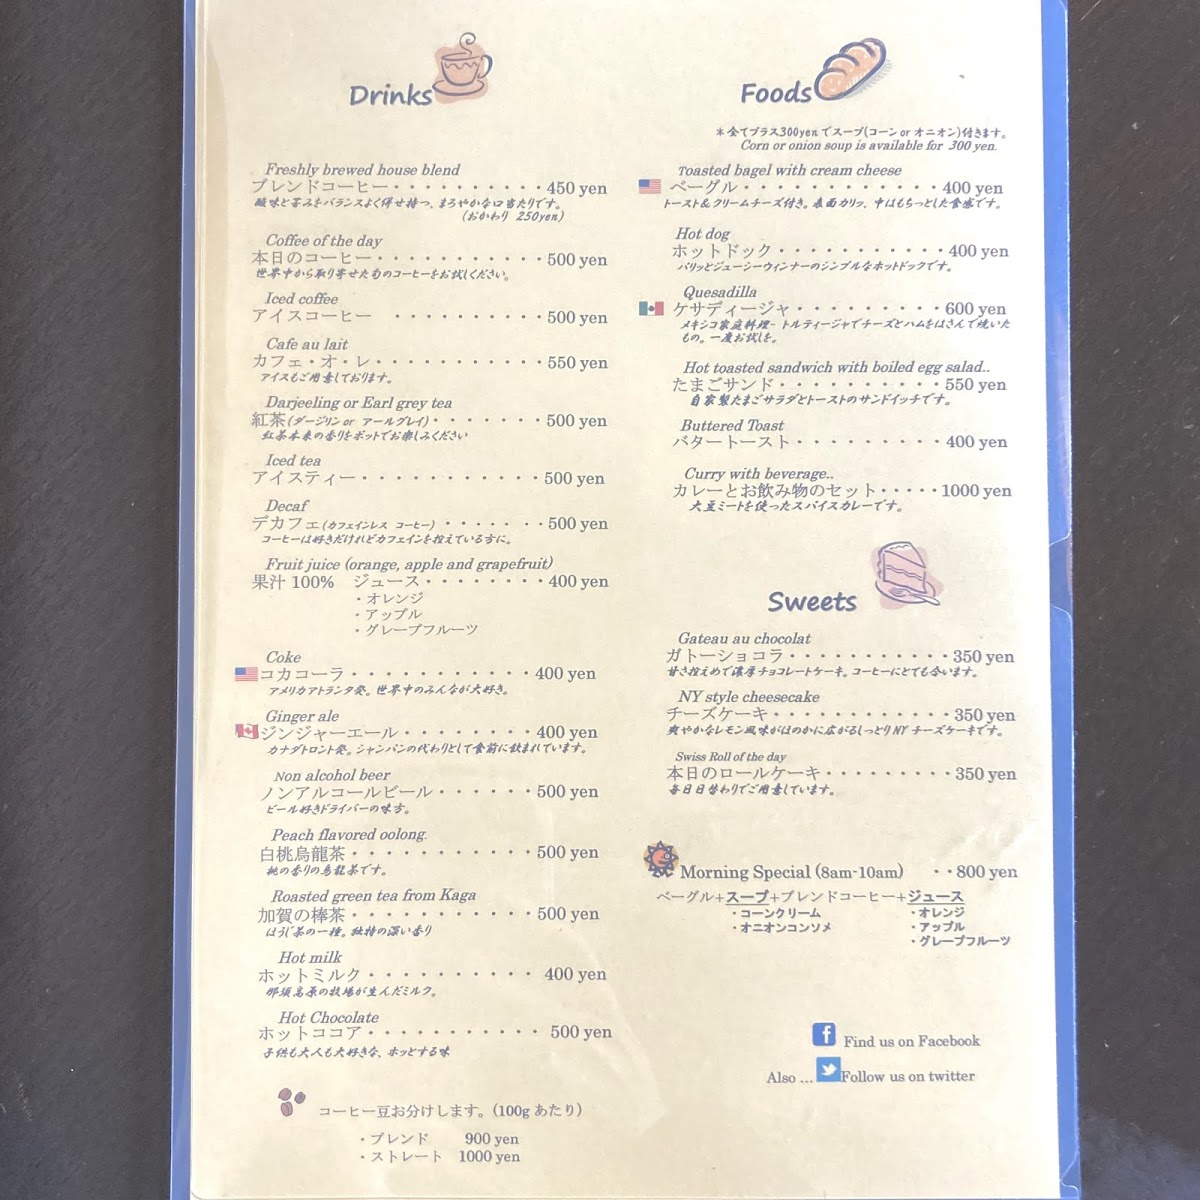 Drinks
Freshly brewed house blend
ブレンドコーヒー・・・・・・・・・・450 yen
酸味と苦みをバランスよく併せ持つ、まろやかな口当たりです。
(おかわり 250yen)
Coffee of the day
本日のコーヒー・・・・・・・・・・・500 yen
世界中から取り寄せた旬のコーヒーをお試しください。
Iced coffee
アイスコーヒー ・・・・・・・・・・500 yen
Cafe au lait
カフェ・オ・レ・・・・・・・・・・・550 yen
アイスもご用意しております。
Darjeeling or Earl grey tea
紅茶(ダージリン or アールグレイ)・・・・・・・500 yen
紅茶本来の香りをポットでお楽しみください
Iced tea
アイスティー・・・・・・・・・・・・500 yen
Decaf
デカフェ(カフェインレス コーヒー) ・・・・・・・500 yen
コーヒーは好きだけれどカフェインを控えている方に。
Fruit juice (orange, apple and grapefruit)
果汁 100% ジュース・・・・・・・・400 yen
・オレンジ
・アップル
・グレープフルーツ
Coke
コカコーラ・・・・・・・・・・・・400 yen
アメリカアトランタ発。世界中のみんなが大好き。
Ginger ale
ジンジャーエール・・・・・・・・・400 yen
カナダトロント発。シャンパンの代わりとして食前に飲まれています。
Non alcohol beer
ノンアルコールビール・・・・・・・500 yen
ビール好きドライバーの味方。
Peach flavored oolong.
白桃烏龍茶・・・・・・・・・・・・500 yen
桃の香りの烏龍茶です。
Roasted green tea from Kaga
加賀の棒茶・・・・・・・・・・・・500 yen
ほうじ茶の一種。独特の深い香り
Hot milk
ホットミルク・・・・・・・・・・・400 yen
那須高原の牧場が生んだミルク。
Hot Chocolate
ホットココア・・・・・・・・・・・500 yen
子供も大人も大好きな、ホッとする味
コーヒー豆お分けします。(100g あたり)
・ブレンド 900 yen
・ストレート 1000 yen
Foods
＊全てプラス300yenでスープ(コーン or オニオン)付きます。
Corn or onion soup is available for 300 yen.
Toasted bagel with cream cheese
ベーグル・・・・・・・・・・・・・400 yen
トースト＆クリームチーズ付き。表面カリッ、中はもちっとした食感です。
Hot dog
ホットドック・・・・・・・・・・・400 yen
パリッとジューシーウィンナーのシンプルなホットドックです。
Quesadilla
ケサディージャ・・・・・・・・・・600 yen
メキシコ家庭料理- トルティージャでチーズとハムをはさんで焼いた
もの。一度お試しを。
Hot toasted sandwich with boiled egg salad..
たまごサンド・・・・・・・・・・・550 yen
自家製たまごサラダとトーストのサンドイッチです。
Buttered Toast
バタートースト・・・・・・・・・・400 yen
Curry with beverage..
カレーとお飲み物のセット・・・・・1000 yen
大豆ミートを使ったスパイスカレーです。
Sweets
Gateau au chocolat
ガトーショコラ・・・・・・・・・・・350 yen
甘さ控えめで濃厚チョコレートケーキ。コーヒーにとても合います。
NY style cheesecake
チーズケーキ・・・・・・・・・・・・350 yen
爽やかなレモン風味がほのかに広がるしっとりNY チーズケーキです。
Swiss Roll of the day
本日のロールケーキ・・・・・・・・・350 yen
毎日日替わりでご用意しています。
Morning Special (8am-10am) ・・800 yen
ベーグル+スープ+ブレンドコーヒー+ジュース
・コーンクリーム ・オレンジ
・オニオンコンソメ ・アップル
・グレープフルーツ
Find us on Facebook
Also ... Follow us on twitter